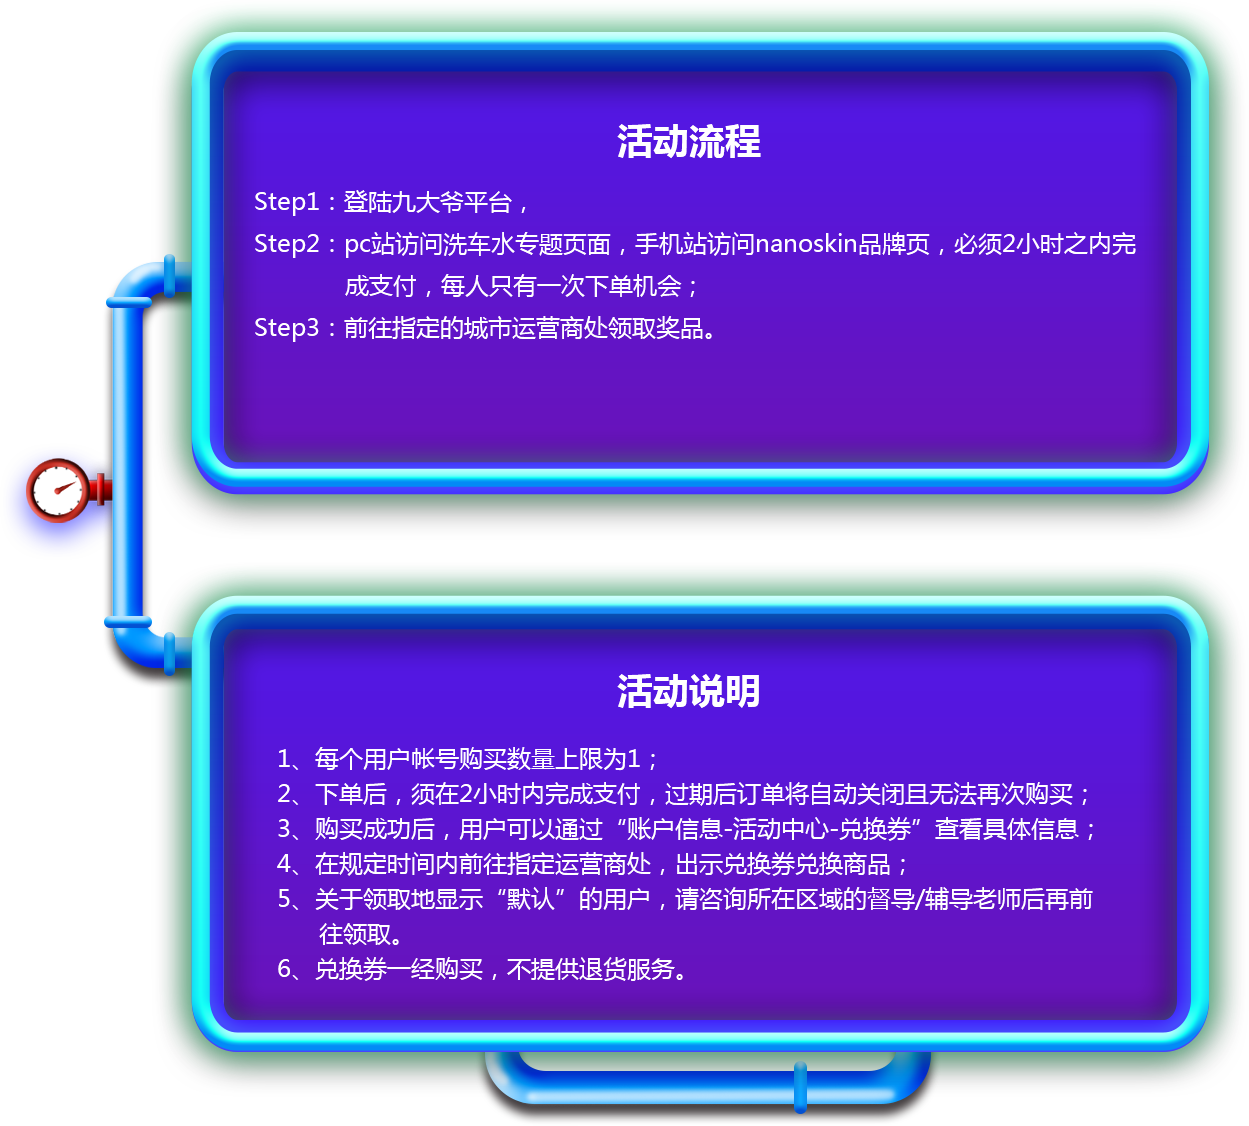 活动流程
Step1：登陆九大爷平台，
Step2：pc站访问洗车水专题页面，手机站访问nanoskin品牌页，必须2小时之内完
成支付，每人只有一次下单机会；
Step3：前往指定的城市运营商处领取奖品。
活动说明
1、每个用户帐号购买数量上限为1；
2、下单后，须在2小时内完成支付，过期后订单将自动关闭且无法再次购买；
3、购买成功后，用户可以通过“账户信息-活动中心-兑换券”查看具体信息；
4、在规定时间内前往指定运营商处，出示兑换券兑换商品；
5、关于领取地显示“默认”的用户，请咨询所在区域的督导/辅导老师后再前
往领取。
6、兑换券一经购买，不提供退货服务。